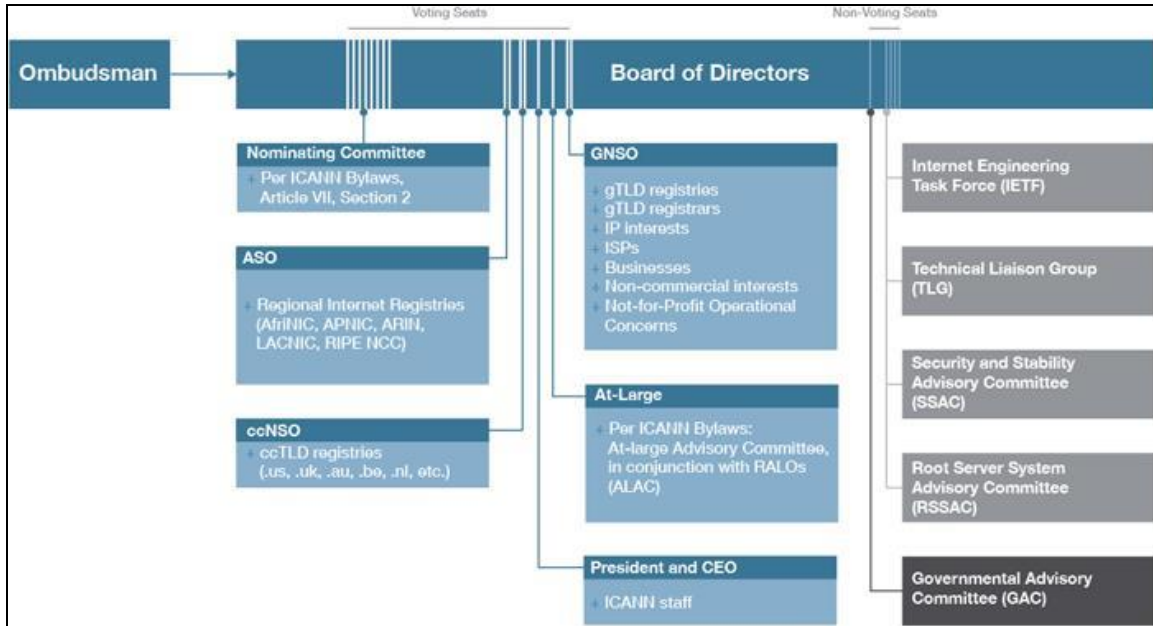 Voting Seats
Non-Voting Seats
Ombudsman
Board of Directors
Nominating Committee
+ Per ICANN Bylaws,
Article VII, Section 2
ASO
+ Regional Internet Registries
(AfriNIC, APNIC, ARIN,
LACNIC, RIPE NCC)
ccNSO
+ ccTLD registries
(.us, .uk, .au, .be, .nl, etc.)
GNSO
+ gTLD registries
+ gTLD registrars
+ IP interests
+ ISPs
+ Businesses
+ Non-commercial interests
+ Not-for-Profit Operational
Concerns
At-Large
+ Per ICANN Bylaws:
At-large Advisory Committee,
in conjunction with RALOs
(ALAC)
President and CEO
+ ICANN staff
Internet Engineering
Task Force (IETF)
Technical Liaison Group
(TLG)
Security and Stability
Advisory Committee
(SSAC)
Root Server System
Advisory Committee
(RSSAC)
Governmental Advisory
Committee (GAC)